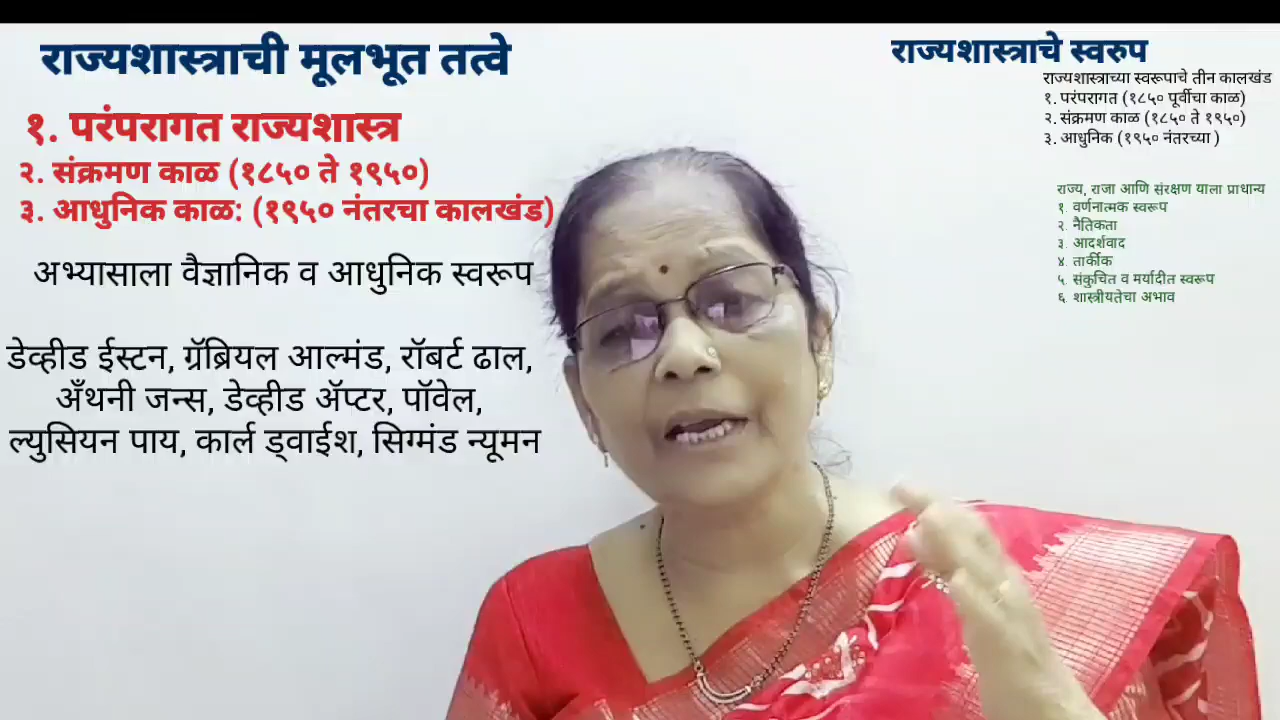 राज्यशास्त्राची मूलभूत तत्वे
१. परंपरागत राज्यशास्त्र
२. संक्रमण काळ (१८५० ते १९५०)
३. आधुनिक काळ: (१९५० नंतरचा कालखंड)
अभ्यासाला वैज्ञानिक व आधुनिक स्वरूप
डेव्हीड ईस्टन, गॅब्रियल आल्मंड, रॉबर्ट ढाल,
अँथनी जन्स, डेव्हीड ॲप्टर, पॉवेल,
ल्युसियन पाय, कार्ल ड्वाईश, सिग्मंड न्यूमन
राज्यशास्त्राचे स्वरुप
राज्यशास्त्राच्या स्वरूपाचे तीन कालखंड
१. परंपरागत (१८५० पूर्वीचा काळ)
२. संक्रमण काळ (१८५० ते १९५०)
३. आधुनिक (१९५० नंतरच्या )
राज्य, राजा आणि संरक्षण याला प्राधान्य
१. वर्णनात्मक स्वरूप
२. नैतिकता
३. आदर्शवाद
४. तार्कीक
५. संकुचित व मर्यादीत स्वरूप
६. शास्त्रीयतेचा अभाव